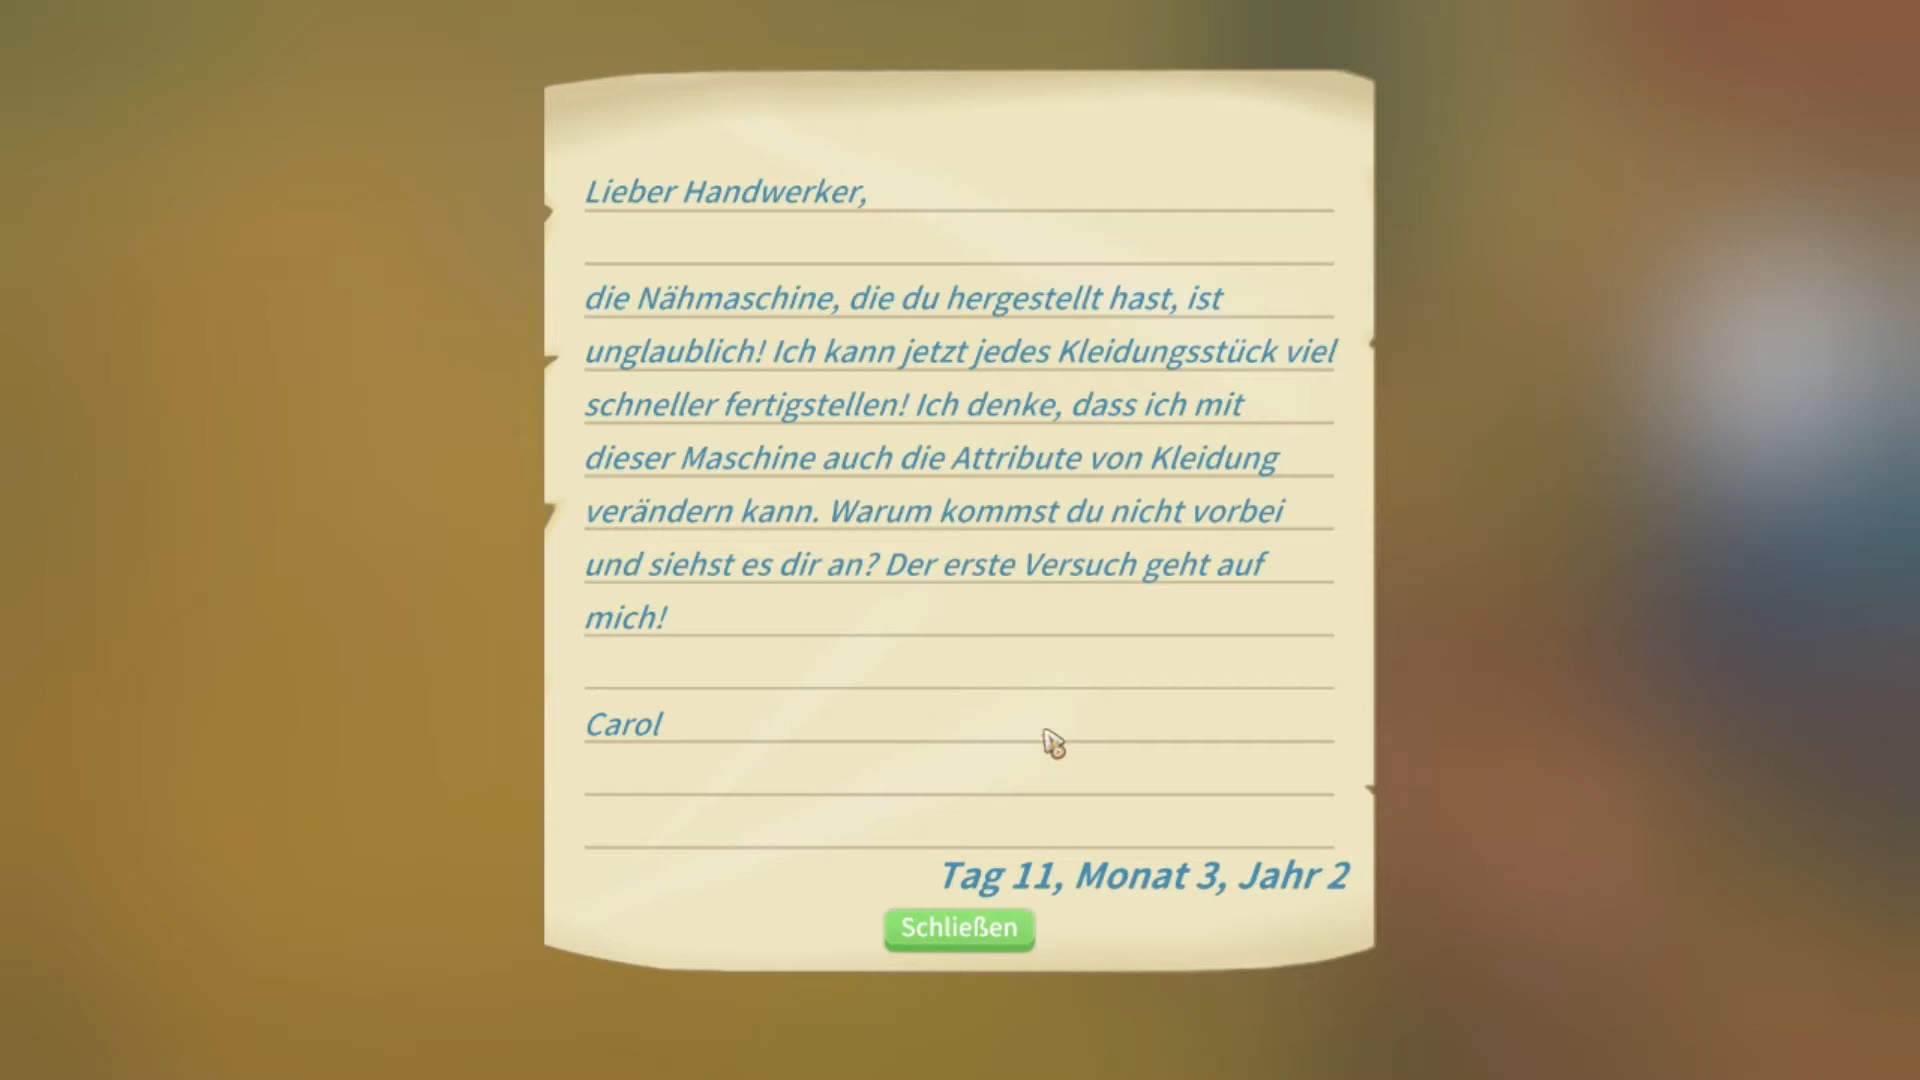 Lieber Handwerker,
die Nähmaschine, die du hergestellt hast, ist
unglaublich! Ich kann jetzt jedes Kleidungsstück viel
schneller fertigstellen! Ich denke, dass ich mit
dieser Maschine auch die Attribute von Kleidung
verändern kann. Warum kommst du nicht vorbei
und siehst es dir an? Der erste Versuch geht auf
mich!
Carol
Tag 11, Monat 3, Jahr 2
Schließen